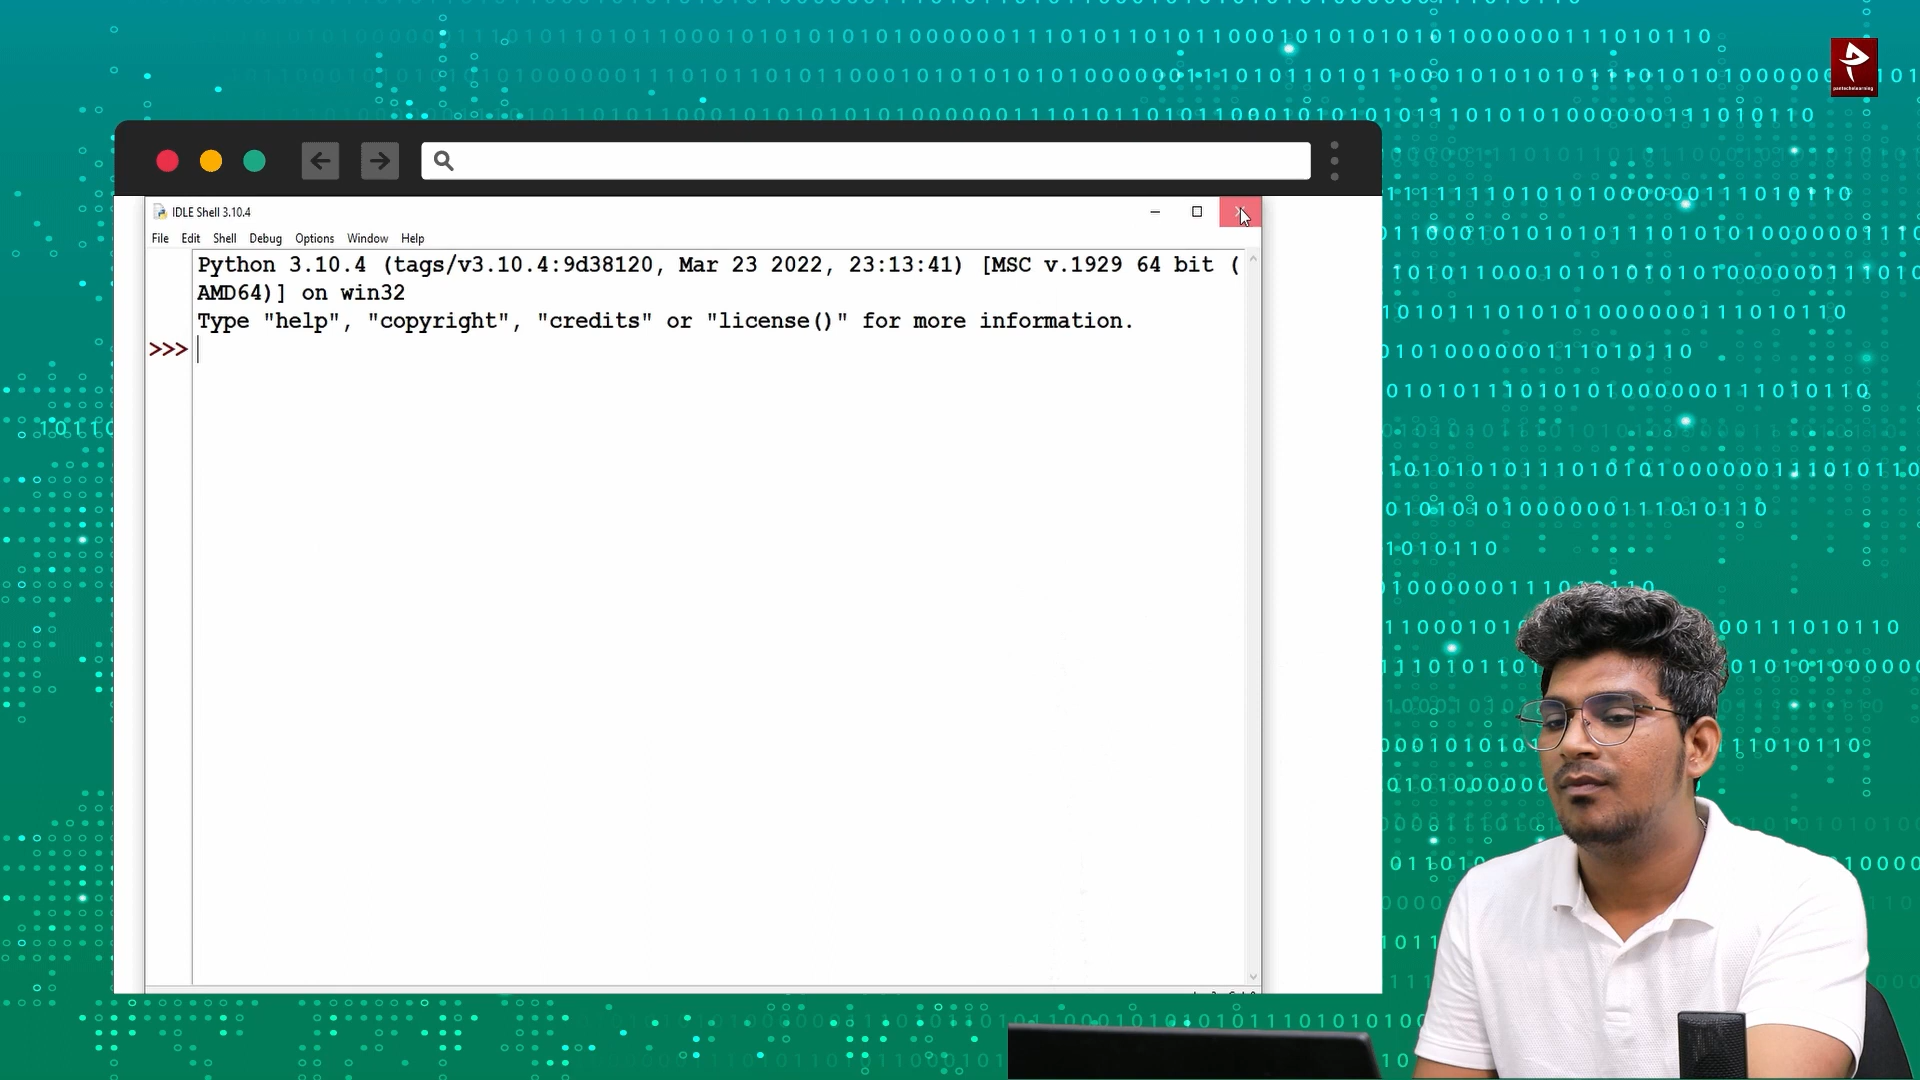 pantechelearning
IDLE Shell 3.10.4
File Edit Shell Debug Options Window Help
Python 3.10.4 (tags/v3.10.4:9d38120, Mar 23 2022, 23:13:41) [MSC v.1929 64 bit (
AMD64)] on win32
Type "help", "copyright", "credits" or "license()" for more information.
>>>